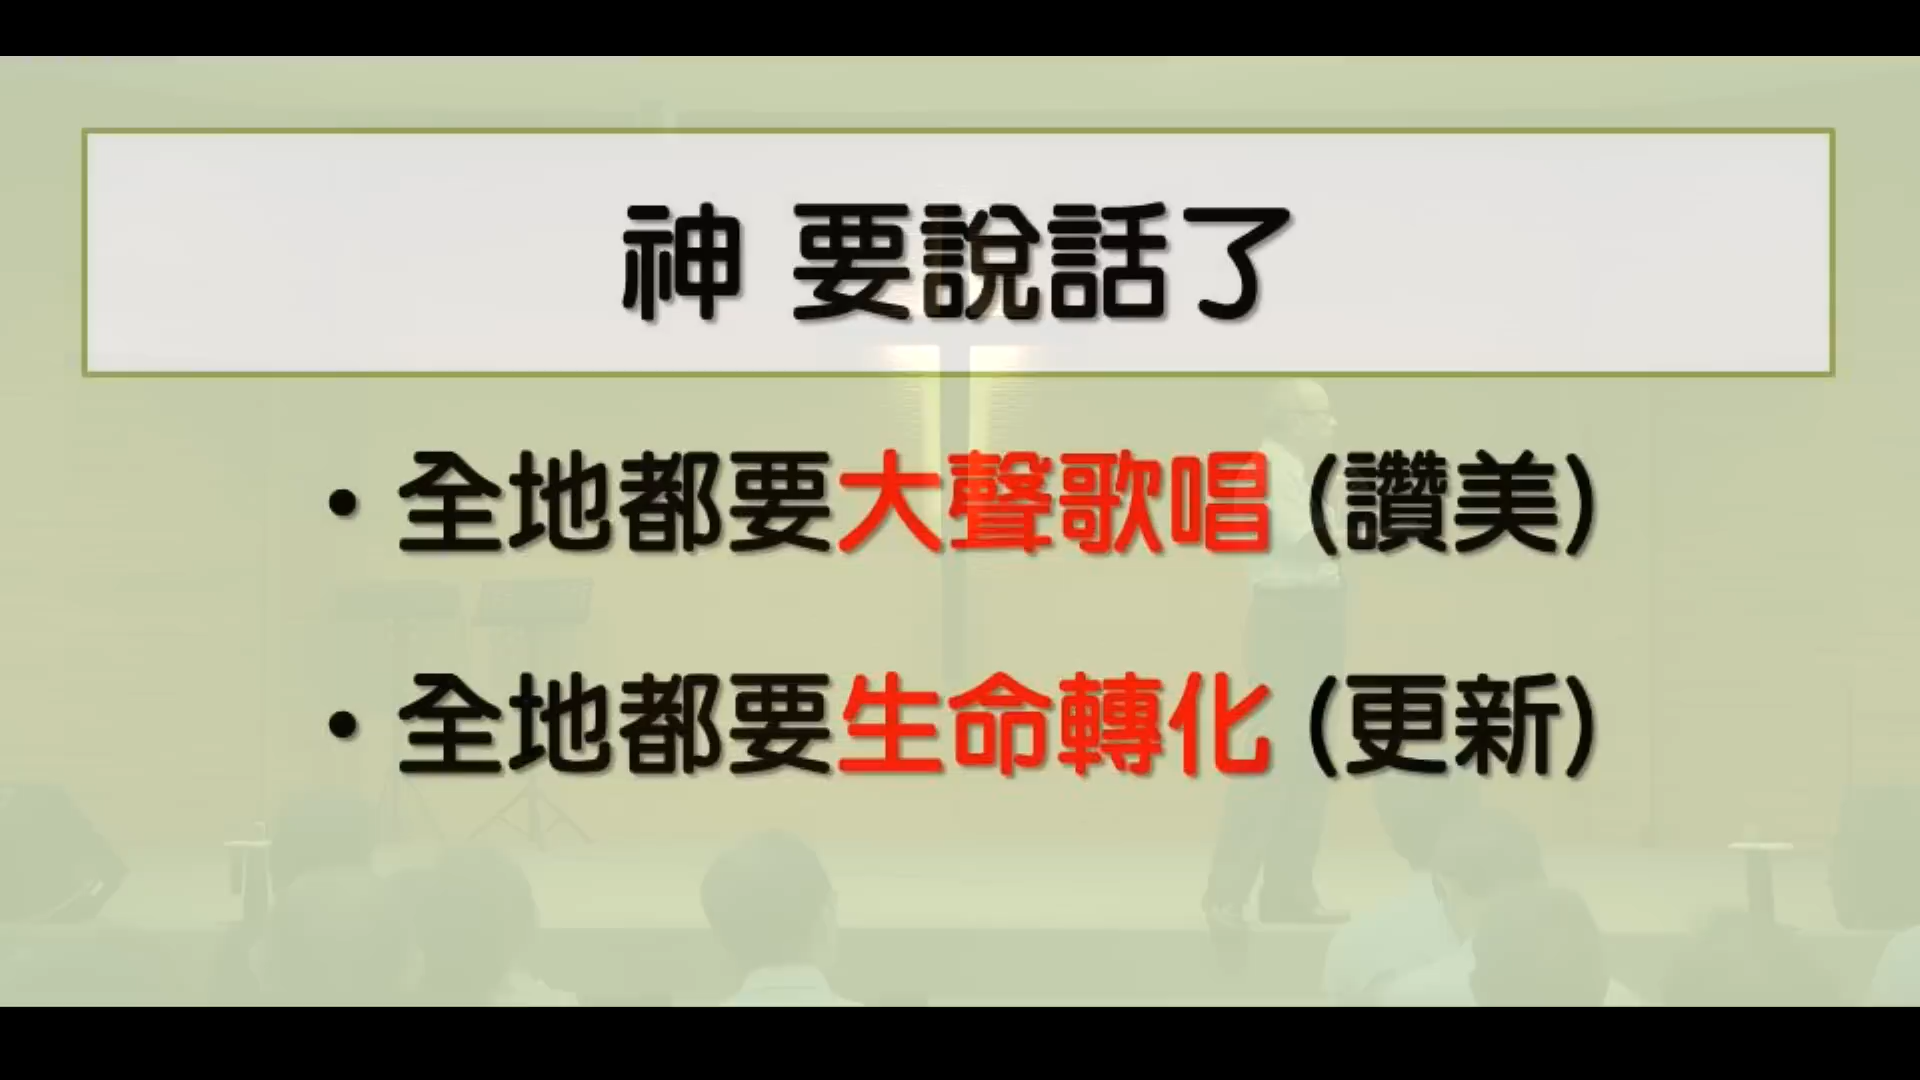 神 要說話了
• 全地都要大聲歌唱 (讚美)
• 全地都要生命轉化 (更新)